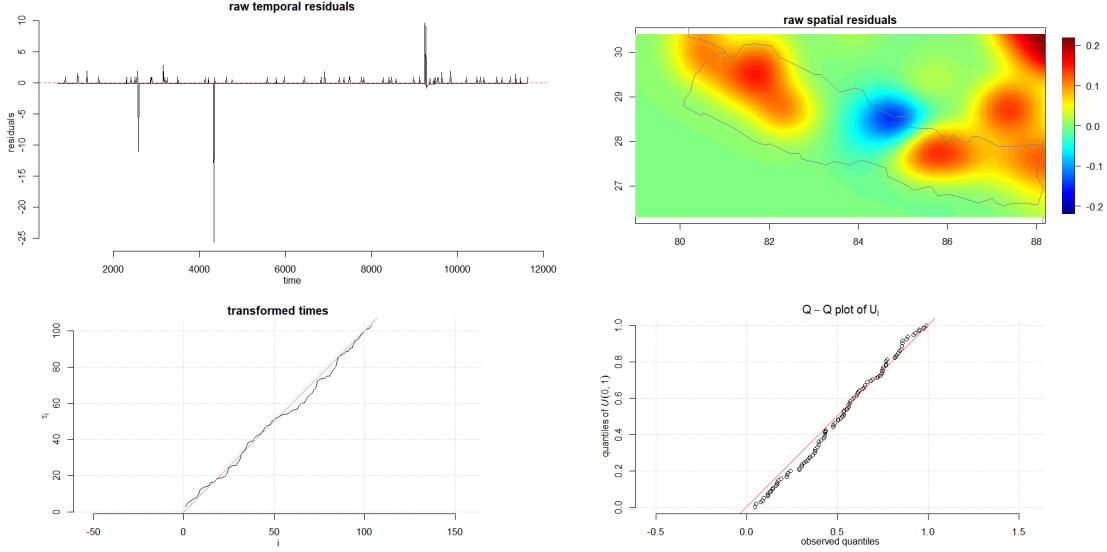 raw temporal residuals
10
5
0
-5
-10
-15
-20
-25
residuals
2000 4000 6000 8000 10000 12000
time
raw spatial residuals
30
29
28
27
80 82 84 86 88
0.2
0.1
0.0
-0.1
-0.2
transformed times
100
80
60
40
20
0
τi
-50 0 50 100 150
i
Q – Q plot of Ui
1.0
0.8
0.6
0.4
0.2
0.0
quantiles of U(0, 1)
-0.5 0.0 0.5 1.0 1.5
observed quantiles